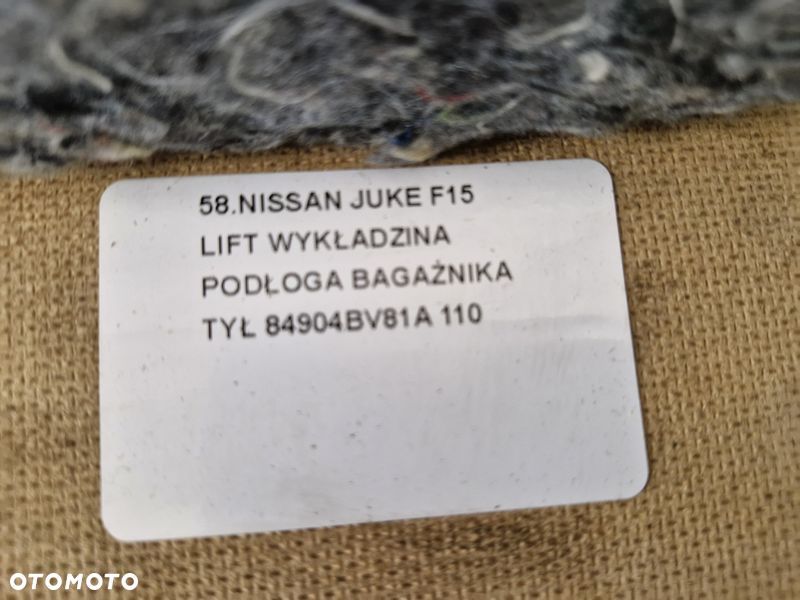 58.NISSAN JUKE F15
LIFT WYKŁADZINA
PODŁOGA BAGAŻNIKA
TYŁ 84904BV81A 110
OTOMOTO